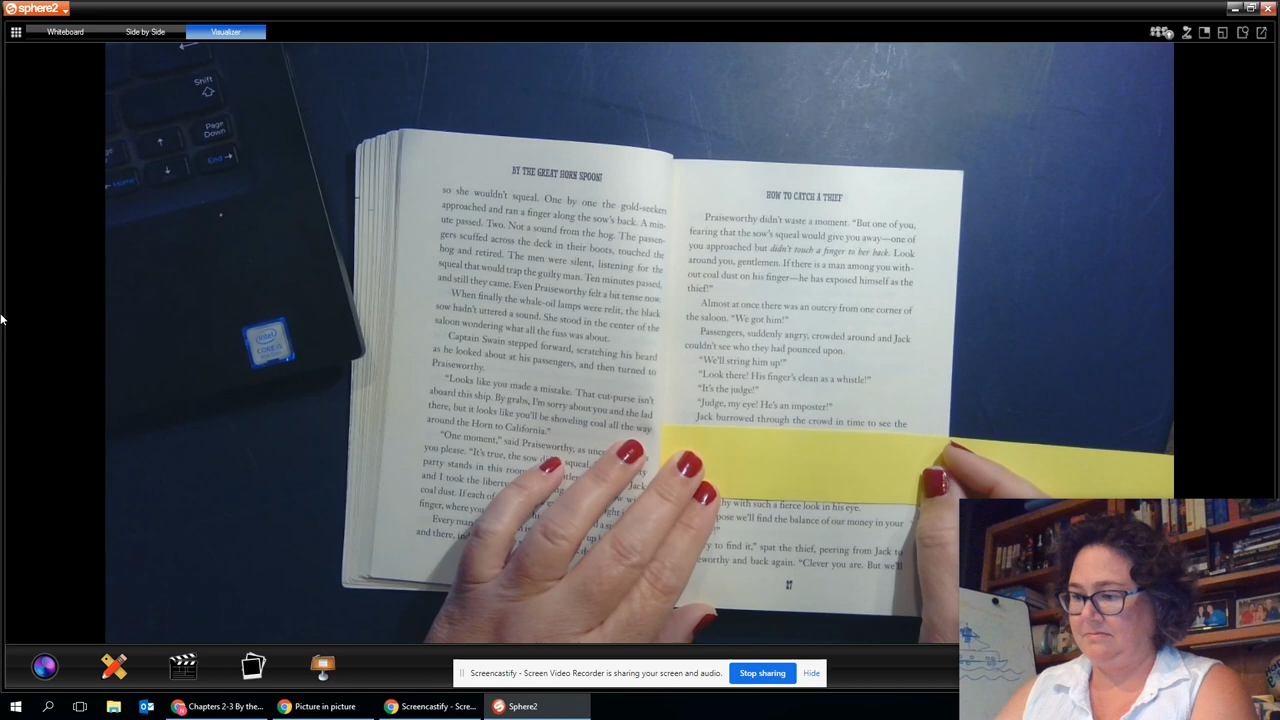 sphere2
Whiteboard
Side by Side
Visualizer
Shift
Page
Down
Home
End
intel
CORE i5
BY THE GREAT HORN SPOON!
so she wouldn't squeal. One by one the gold-seekers
approached and ran a finger along the sow's back. A min-
ute passed. Two. Not a sound from the hog. The passen-
gers scuffed across the deck in their boots, touched the
hog and retired. The men were silent, listening for the
squeal that would trap the guilty man. Ten minutes passed,
and still they came. Even Praiseworthy felt a bit tense now.
When finally the whale-oil lamps were relit, the black
sow hadn't uttered a sound. She stood in the center of the
saloon wondering what all the fuss was about.
Captain Swain stepped forward, scratching his beard
as he looked about at his passengers, and then turned to
Praiseworthy.
"Looks like you made a mistake. That cut-purse isn't
aboard this ship. By grabs, I'm sorry about you and the lad
there, but it looks like you'll be shoveling coal all the way
around the Horn to California."
"One moment," said Praiseworthy, as
you please. "It's true, the sow squeal,
party stands in this
and I took the Jack
coal dust. If each of
finger, where you
Every man
and there,
HOW TO CATCH A THIEF
Praiseworthy didn't waste a moment. "But one of you,
fearing that the sow's squeal would give you away—one of
you approached but didn't touch a finger to her back. Look
around you, gentlemen. If there is a man among you with-
out coal dust on his finger—he has exposed himself as the
thief!"
Almost at once there was an outcry from one corner of
the saloon. "We got him!"
Passengers, suddenly angry, crowded around and Jack
couldn't see who they had pounced upon.
"We'll string him up!"
"Look there! His finger's clean as a whistle!"
"It's the judge!"
"Judge, my eye! He's an imposter!"
Jack burrowed through the crowd in time to see the
with such a fierce look in his eye.
we'll find the balance of our money in your
to find it," spat the thief, peering from Jack to
and back again. "Clever you are. But we'll
27
Screencastify - Screen Video Recorder is sharing your screen and audio.
Stop sharing
Hide
Chapters 2-3 By the...
Picture in picture
Screencastify - Scre...
Sphere2